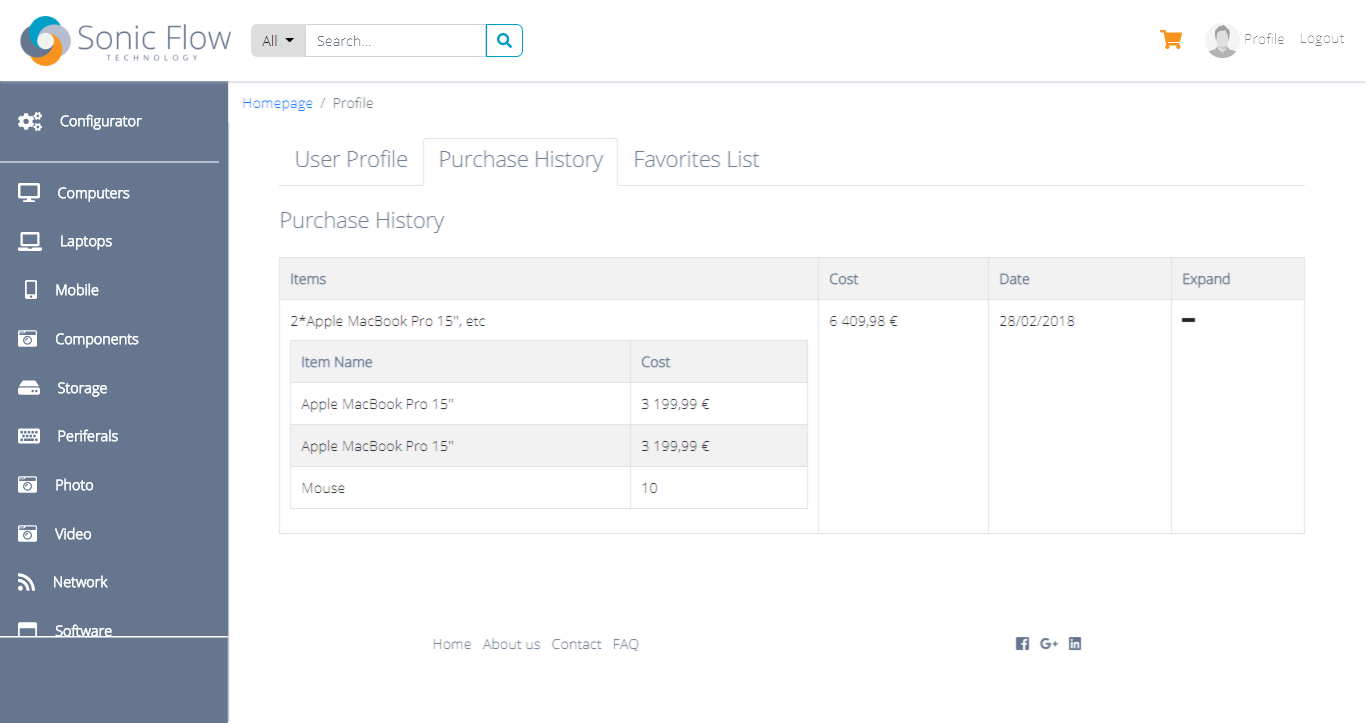 Sonic Flow
TECHNOLOGY
All Search... Profile Logout
Configurator
Computers
Laptops
Mobile
Components
Storage
Periferals
Photo
Video
Network
Software
Homepage / Profile
User Profile Purchase History Favorites List
Purchase History
Items Cost Date Expand
2*Apple MacBook Pro 15", etc 6 409,98 € 28/02/2018
Item Name Cost
Apple MacBook Pro 15" 3 199,99 €
Apple MacBook Pro 15" 3 199,99 €
Mouse 10
Home About us Contact FAQ